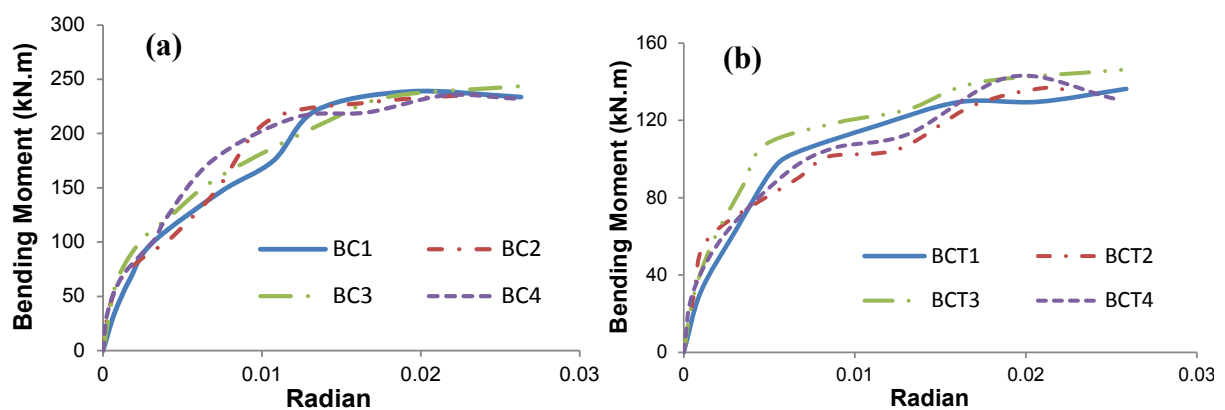 (a)
Bending Moment (kN.m)
300
250
200
150
100
50
0
BC1
BC2
BC3
BC4
0
0.01
0.02
0.03
Radian
(b)
Bending Moment (kN.m)
160
120
80
40
0
BCT1
BCT2
BCT3
BCT4
0
0.01
0.02
0.03
Radian